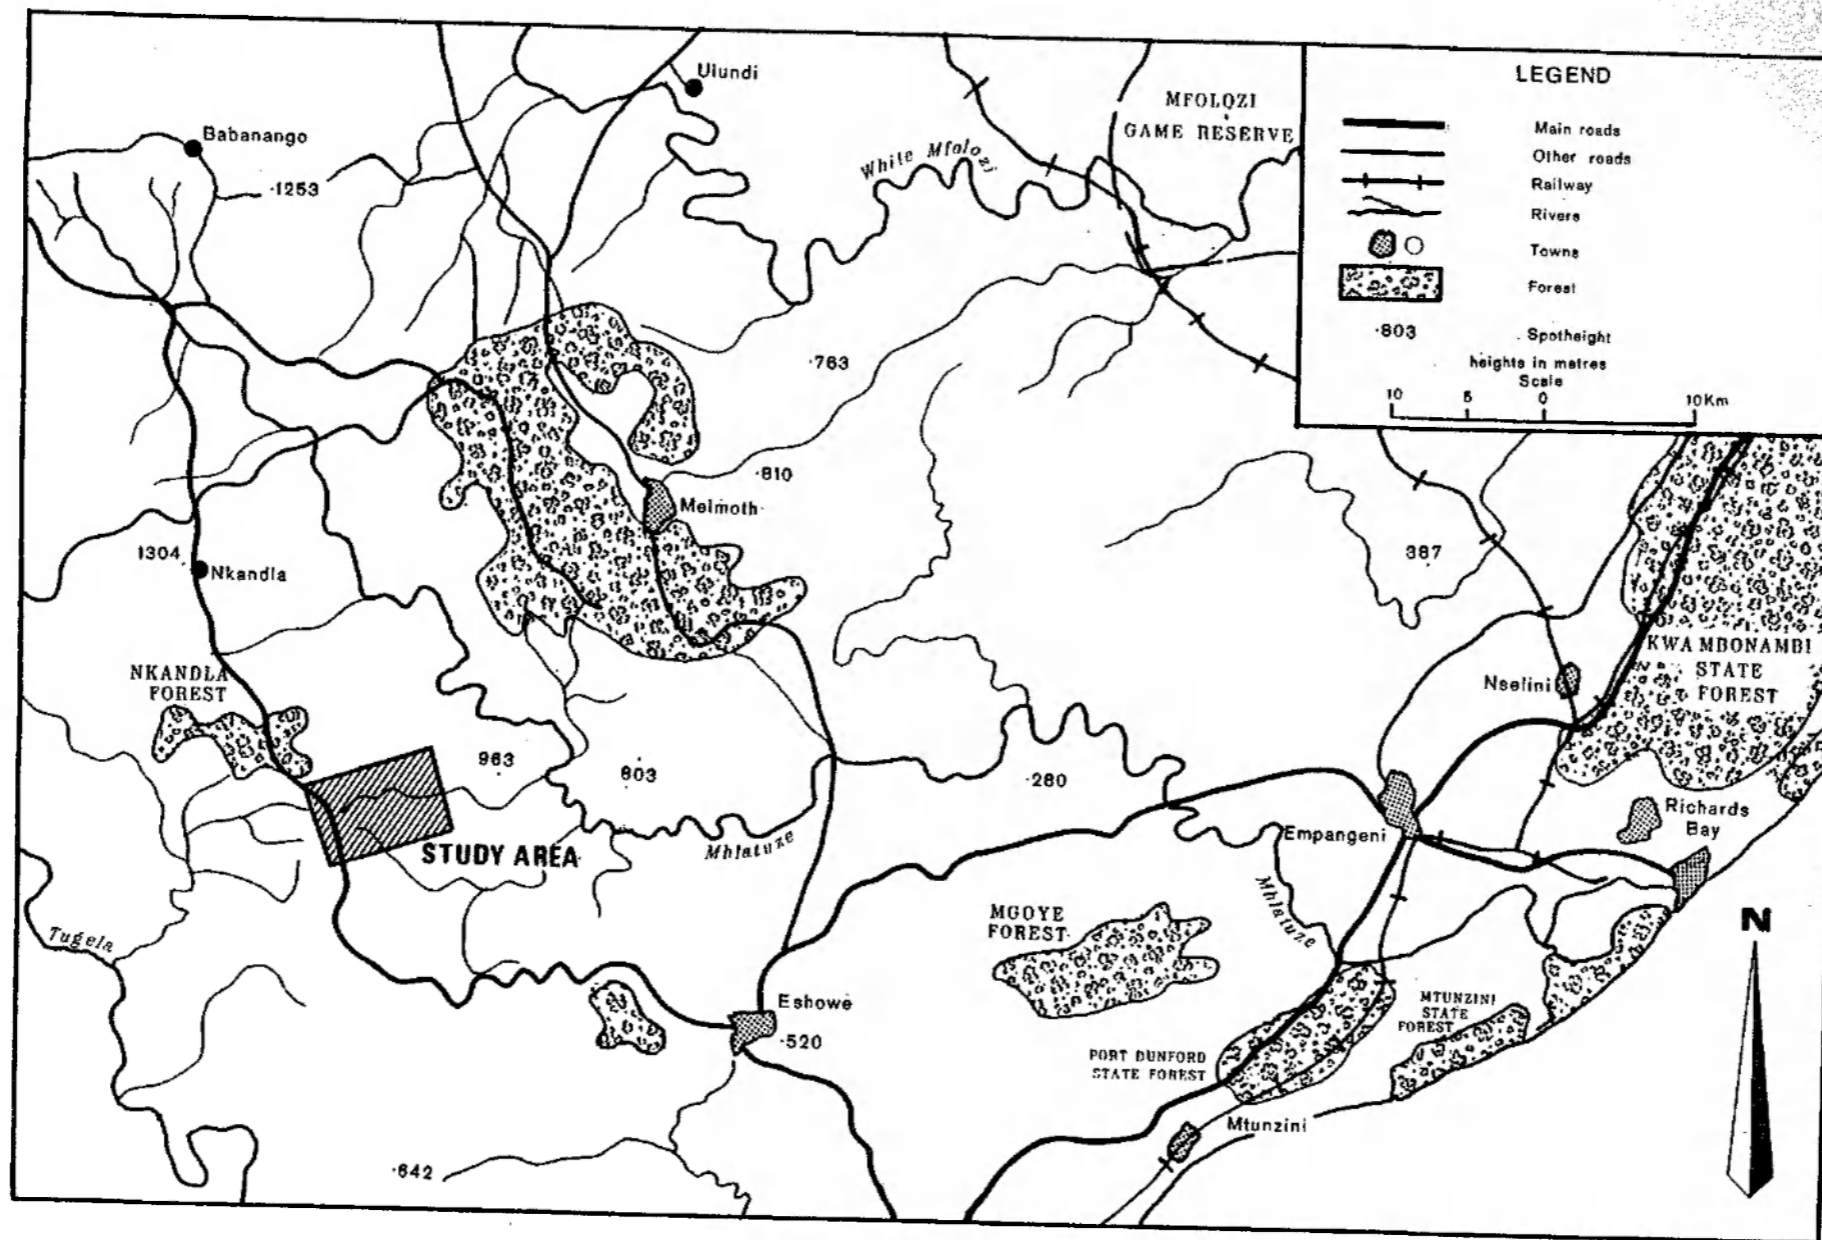 Ulundi
Babanango
·1253
White Mfolozi
MFOLOZI
GAME RESERVE
LEGEND
Main roads
Other roads
Railway
Rivers
Towns
Forest
·803
Spotheight
heights in metres
Scale
10 5 0 10Km
·763
·810
Melmoth
1304
Nkandla
387
NKANDLA
FOREST
KWAMBONAMBI
STATE
FOREST
Nselini
963
803
·280
Richards
Bay
Empangeni
STUDY AREA
Mhlatuze
Mhlatuze
MGOYE
FOREST
Tugela
N
Eshowe
·520
MTUNZINI
STATE
FOREST
PORT DUNFORD
STATE FOREST
Mtunzini
·642